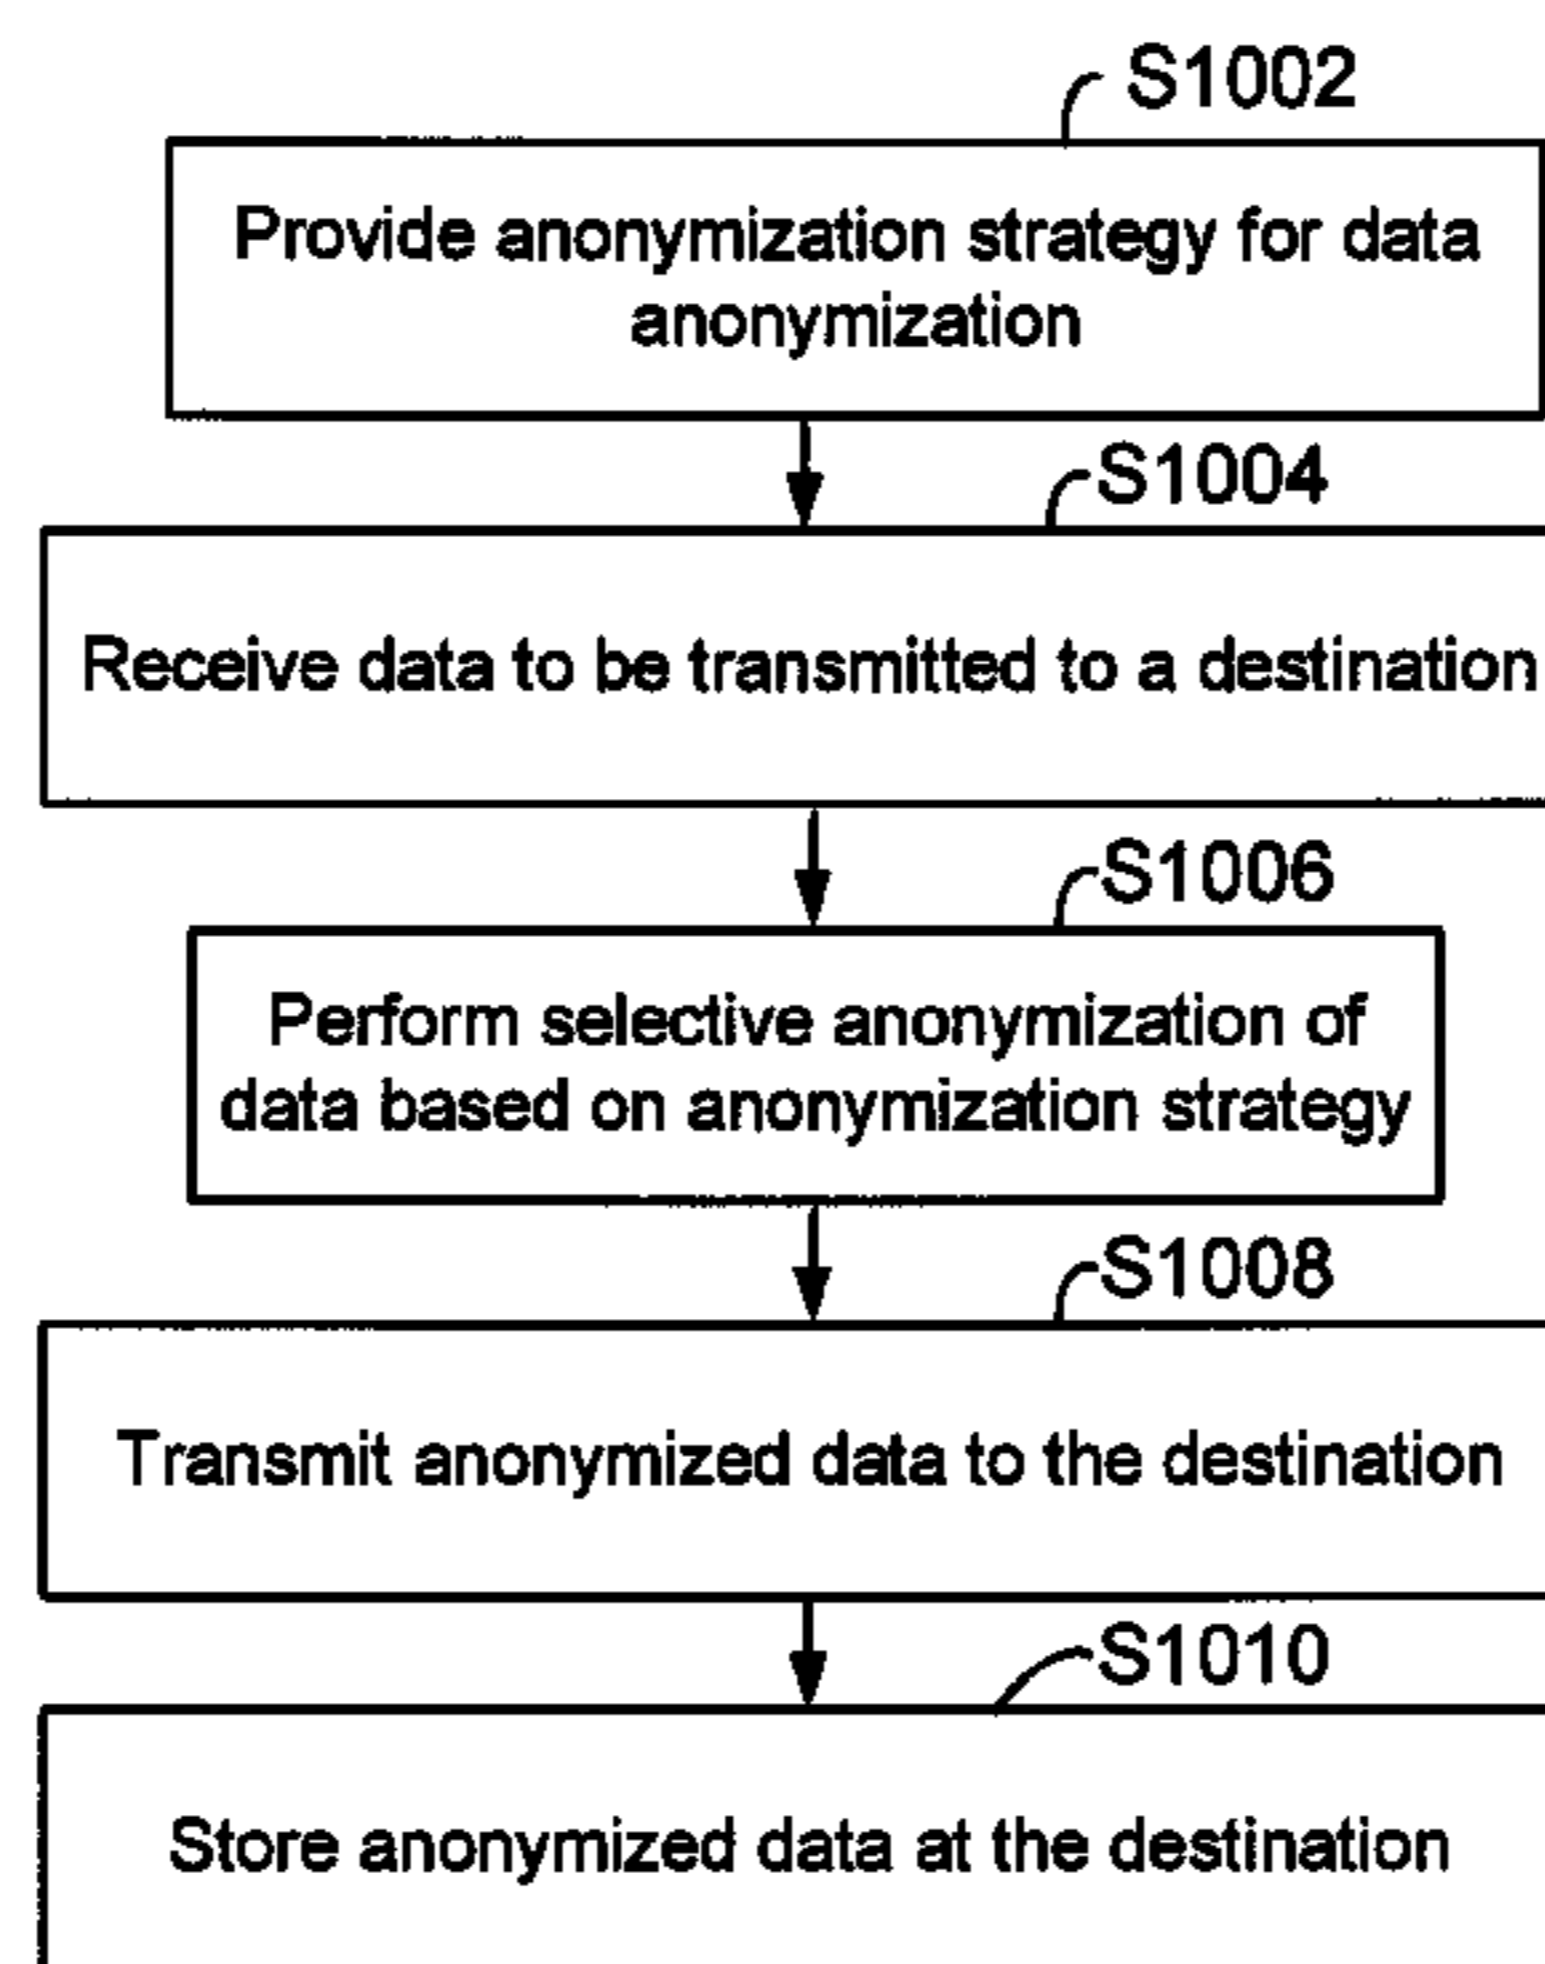 S1002
Provide anonymization strategy for data
anonymization
S1004
Receive data to be transmitted to a destination
S1006
Perform selective anonymization of
data based on anonymization strategy
S1008
Transmit anonymized data to the destination
S1010
Store anonymized data at the destination